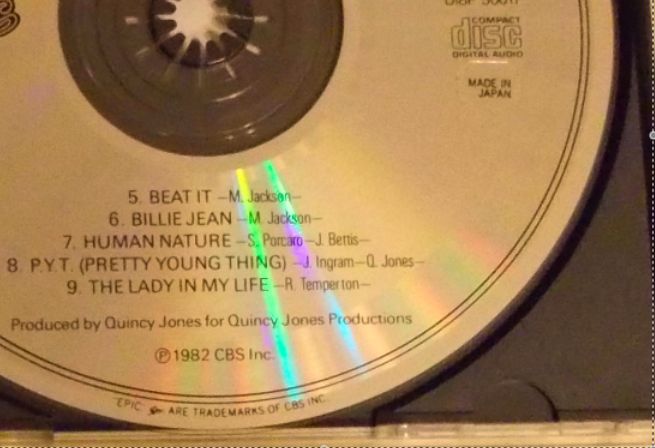 COMPACT
disc
DIGITAL AUDIO
MADE IN
JAPAN
5. BEAT IT —M. Jackson—
6. BILLIE JEAN —M. Jackson—
7. HUMAN NATURE —S. Porcaro—J. Bettis—
8. P.Y.T. (PRETTY YOUNG THING) —J. Ingram—Q. Jones—
9. THE LADY IN MY LIFE —R. Temperton—
Produced by Quincy Jones for Quincy Jones Productions
Ⓟ1982 CBS Inc.
EPIC ARE TRADEMARKS OF CBS INC.